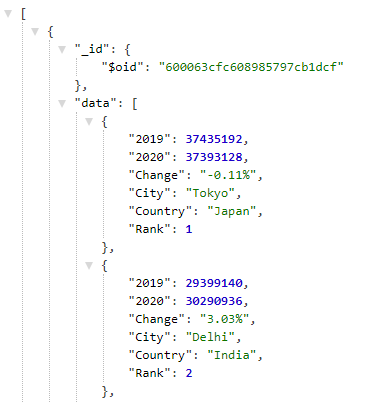 [
{
"_id": {
"$oid": "600063cfc608985797cb1dcf"
},
"data": [
{
"2019": 37435192,
"2020": 37393128,
"Change": "-0.11%",
"City": "Tokyo",
"Country": "Japan",
"Rank": 1
},
{
"2019": 29399140,
"2020": 30290936,
"Change": "3.03%",
"City": "Delhi",
"Country": "India",
"Rank": 2
},